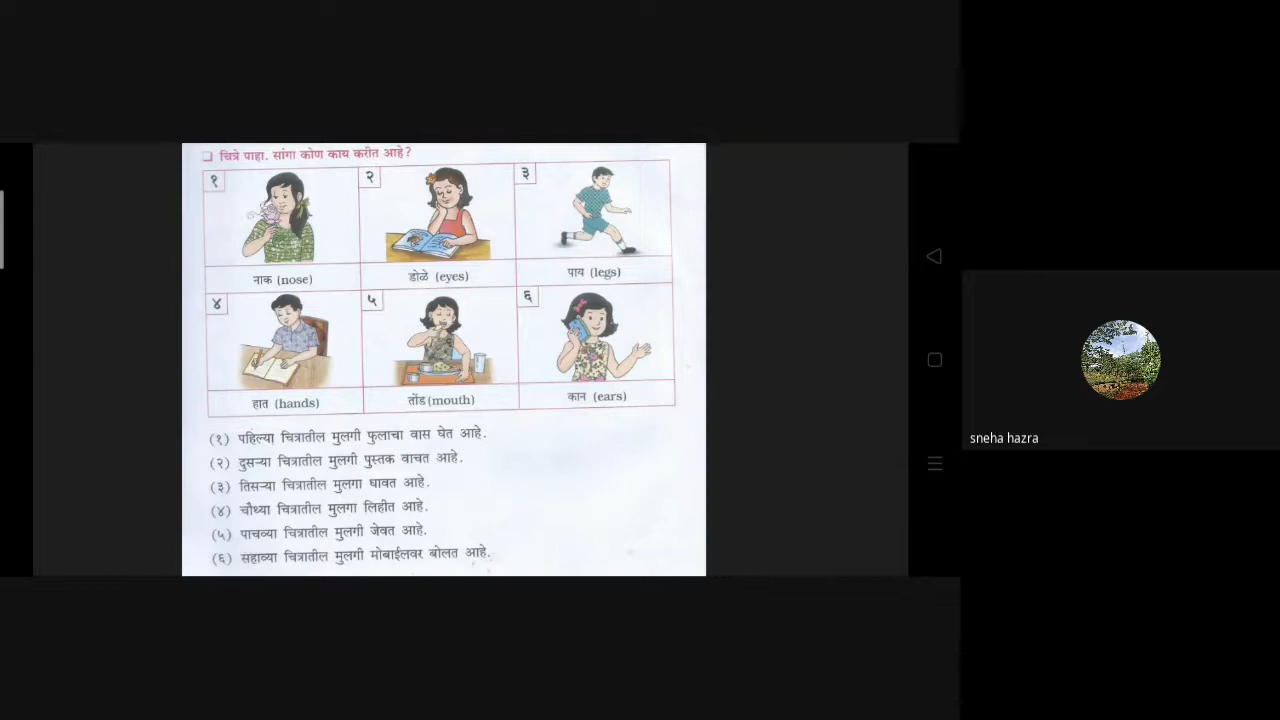 ❑ चित्रे पाहा. सांगा कोण काय करीत आहे?
१
२
३
नाक (nose)
डोळे (eyes)
पाय (legs)
४
५
६
हात (hands)
तोंड (mouth)
कान (ears)
(१) पहिल्या चित्रातील मुलगी फुलाचा वास घेत आहे.
(२) दुसऱ्या चित्रातील मुलगी पुस्तक वाचत आहे.
(३) तिसऱ्या चित्रातील मुलगा धावत आहे.
(४) चौथ्या चित्रातील मुलगा लिहीत आहे.
(५) पाचव्या चित्रातील मुलगी जेवत आहे.
(६) सहाव्या चित्रातील मुलगी मोबाईलवर बोलत आहे.
sneha hazra